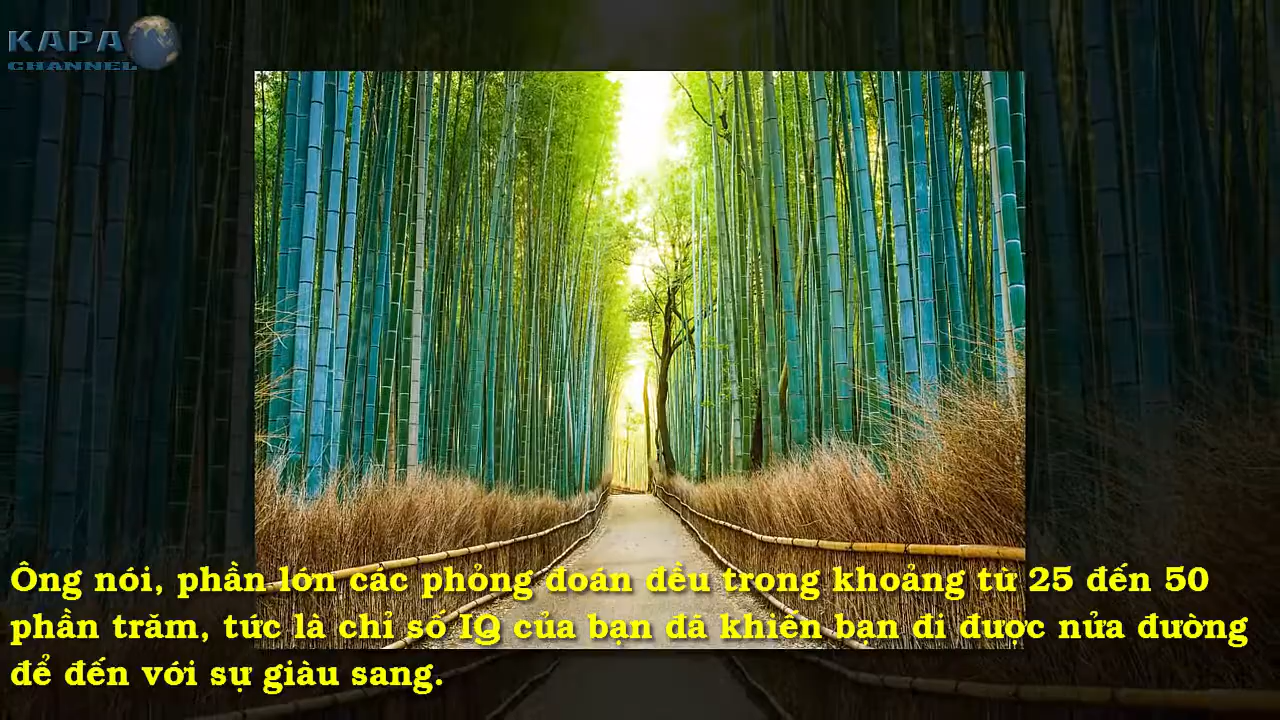 KAPA
CHANNEL
Ông nói, phần lớn các phỏng đoán đều trong khoảng từ 25 đến 50
phần trăm, tức là chỉ số IQ của bạn đã khiến bạn đi được nửa đường
để đến với sự giàu sang.